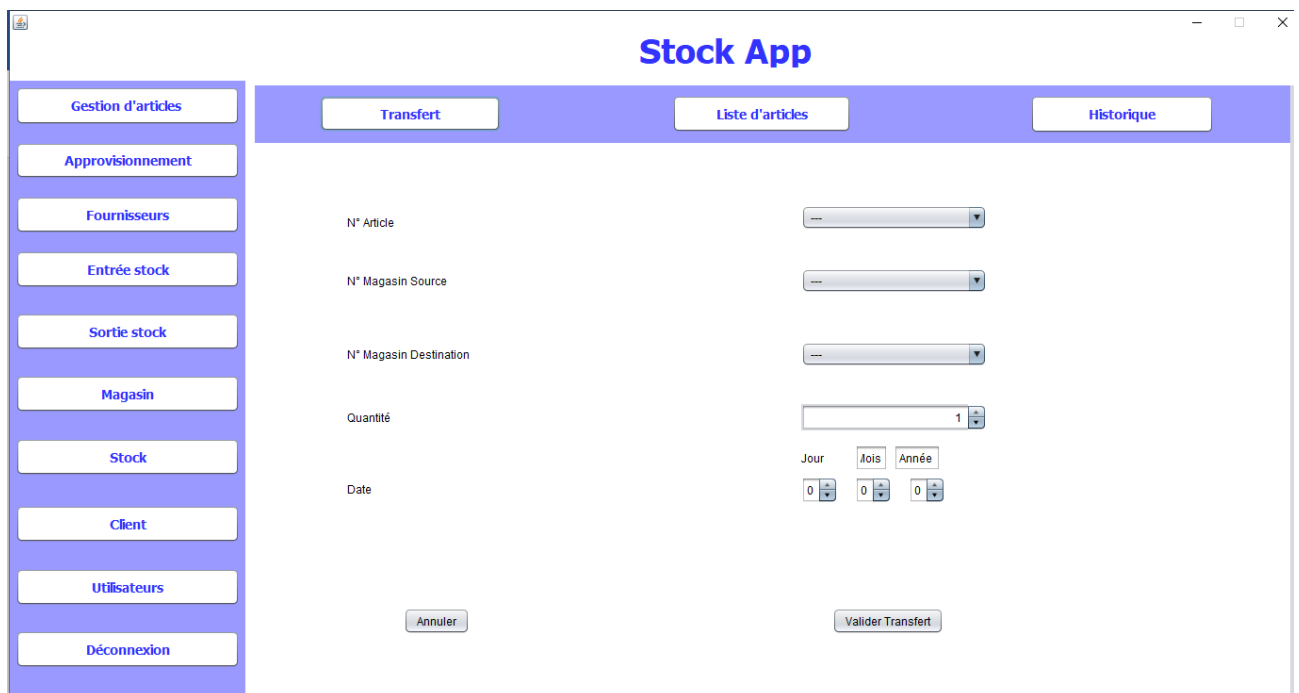 Stock App
Gestion d'articles
Approvisionnement
Fournisseurs
Entrée stock
Sortie stock
Magasin
Stock
Client
Utilisateurs
Déconnexion
Transfert Liste d'articles Historique
N° Article ---
N° Magasin Source ---
N° Magasin Destination ---
Quantité 1
Jour Mois Année
Date 0 0 0
Annuler Valider Transfert